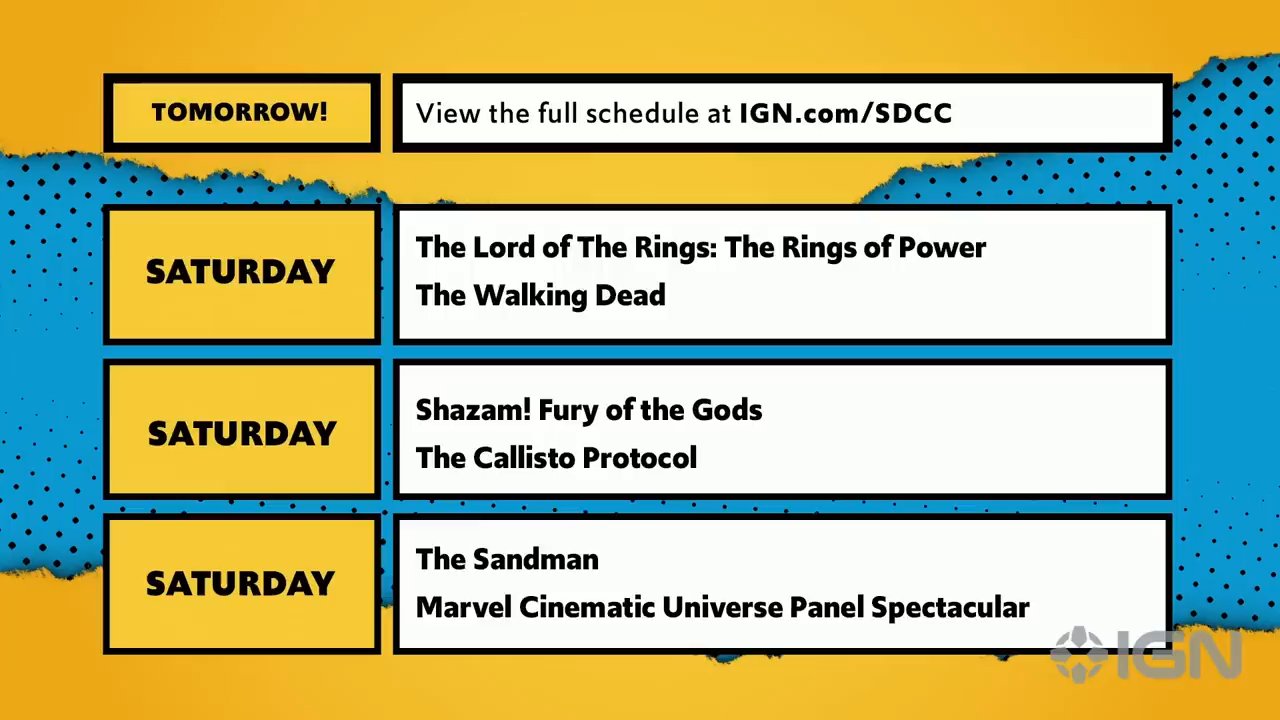 TOMORROW!
View the full schedule at IGN.com/SDCC
SATURDAY
The Lord of The Rings: The Rings of Power
The Walking Dead
SATURDAY
Shazam! Fury of the Gods
The Callisto Protocol
SATURDAY
The Sandman
Marvel Cinematic Universe Panel Spectacular
IGN